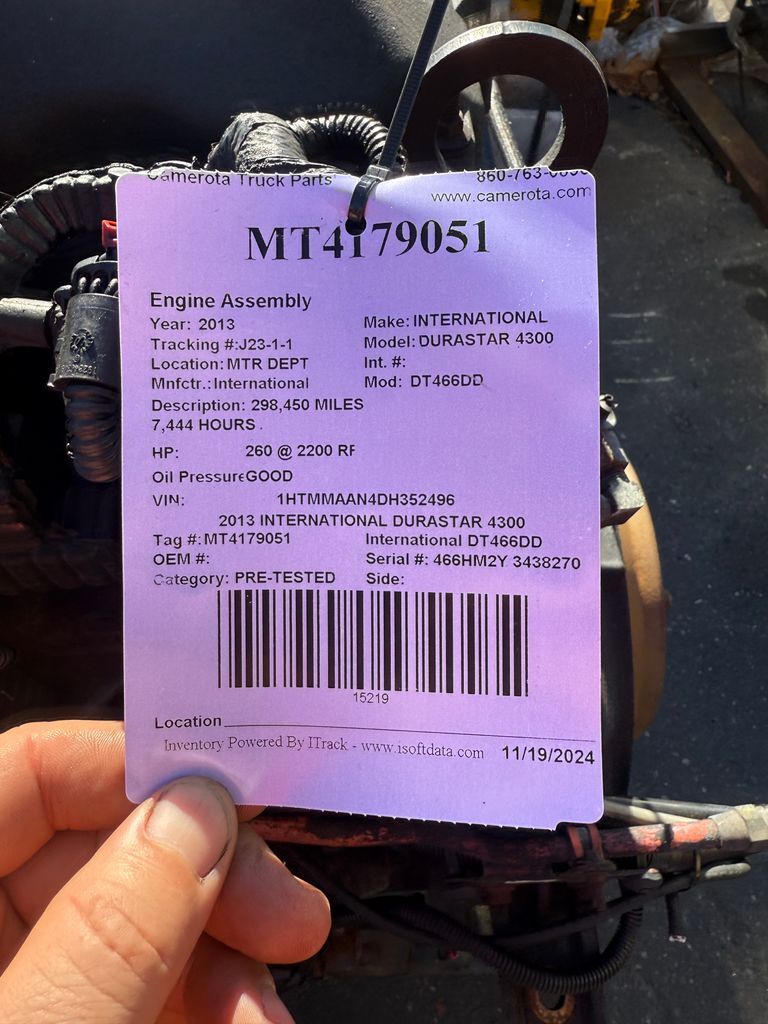 Camerota Truck Parts
www.camerota.com
MT4179051
Engine Assembly
Year: 2013 Make: INTERNATIONAL
Tracking #:J23-1-1 Model: DURASTAR 4300
Location: MTR DEPT Int. #:
Mnfctr.: International Mod: DT466DD
Description: 298,450 MILES
7,444 HOURS .
HP: 260 @ 2200 RF
Oil Pressure GOOD
VIN: 1HTMMAAN4DH352496
2013 INTERNATIONAL DURASTAR 4300
Tag #: MT4179051 International DT466DD
OEM #: Serial #: 466HM2Y 3438270
Category: PRE-TESTED Side:
15219
Location
Inventory Powered By ITrack - www.isoftdata.com 11/19/2024